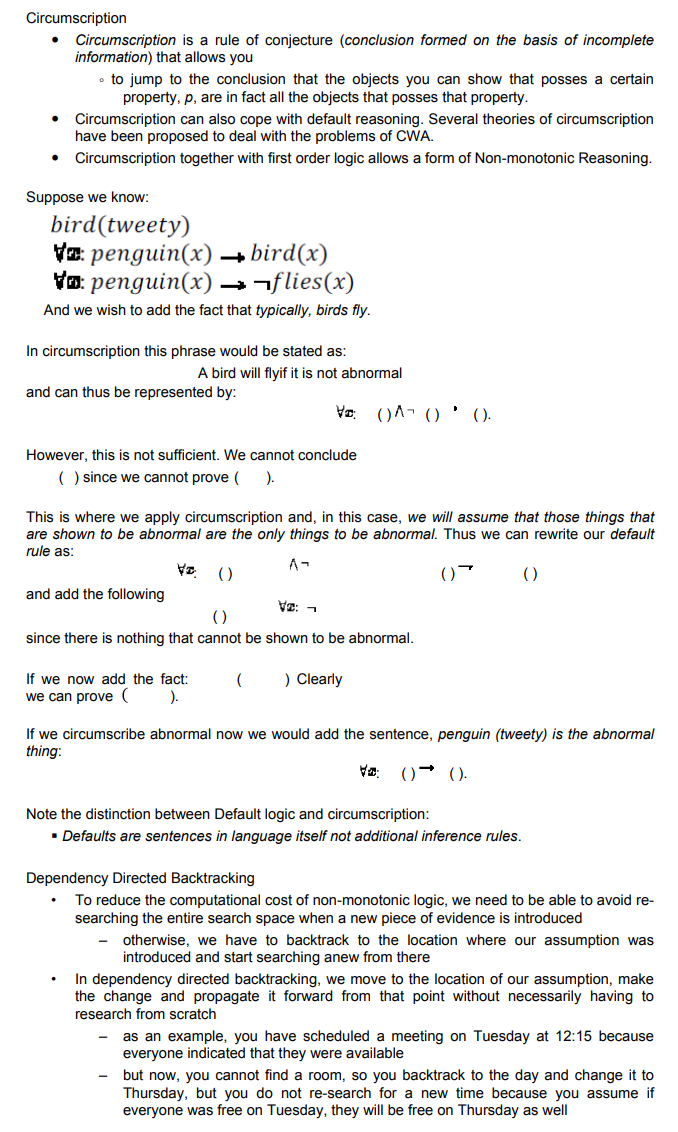 Circumscription
• Circumscription is a rule of conjecture (conclusion formed on the basis of incomplete
information) that allows you
◦ to jump to the conclusion that the objects you can show that posses a certain
property, p, are in fact all the objects that posses that property.
• Circumscription can also cope with default reasoning. Several theories of circumscription
have been proposed to deal with the problems of CWA.
• Circumscription together with first order logic allows a form of Non-monotonic Reasoning.
Suppose we know:
bird(tweety)
∀x: penguin(x) → bird(x)
∀x: penguin(x) → ¬flies(x)
And we wish to add the fact that typically, birds fly.
In circumscription this phrase would be stated as:
A bird will flyif it is not abnormal
and can thus be represented by:
∀x: ( ) ∧ ¬ ( ) ( ).
However, this is not sufficient. We cannot conclude
( ) since we cannot prove ( ).
This is where we apply circumscription and, in this case, we will assume that those things that
are shown to be abnormal are the only things to be abnormal. Thus we can rewrite our default
rule as:
∀x: ( ) ∧ ¬ ( ) → ( )
and add the following
∀x: ¬
( )
since there is nothing that cannot be shown to be abnormal.
If we now add the fact: ( ) Clearly
we can prove ( ).
If we circumscribe abnormal now we would add the sentence, penguin (tweety) is the abnormal
thing:
∀x: ( ) → ( ).
Note the distinction between Default logic and circumscription:
▪ Defaults are sentences in language itself not additional inference rules.
Dependency Directed Backtracking
• To reduce the computational cost of non-monotonic logic, we need to be able to avoid re-
searching the entire search space when a new piece of evidence is introduced
– otherwise, we have to backtrack to the location where our assumption was
introduced and start searching anew from there
• In dependency directed backtracking, we move to the location of our assumption, make
the change and propagate it forward from that point without necessarily having to
research from scratch
– as an example, you have scheduled a meeting on Tuesday at 12:15 because
everyone indicated that they were available
– but now, you cannot find a room, so you backtrack to the day and change it to
Thursday, but you do not re-search for a new time because you assume if
everyone was free on Tuesday, they will be free on Thursday as well